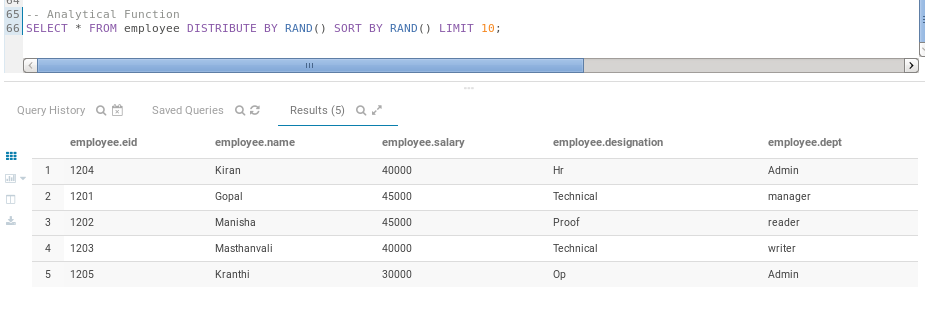 64
65 -- Analytical Function
66 SELECT * FROM employee DISTRIBUTE BY RAND() SORT BY RAND() LIMIT 10;
Query History Saved Queries Results (5)
employee.eid employee.name employee.salary employee.designation employee.dept
1 1204 Kiran 40000 Hr Admin
2 1201 Gopal 45000 Technical manager
3 1202 Manisha 45000 Proof reader
4 1203 Masthanvali 40000 Technical writer
5 1205 Kranthi 30000 Op Admin